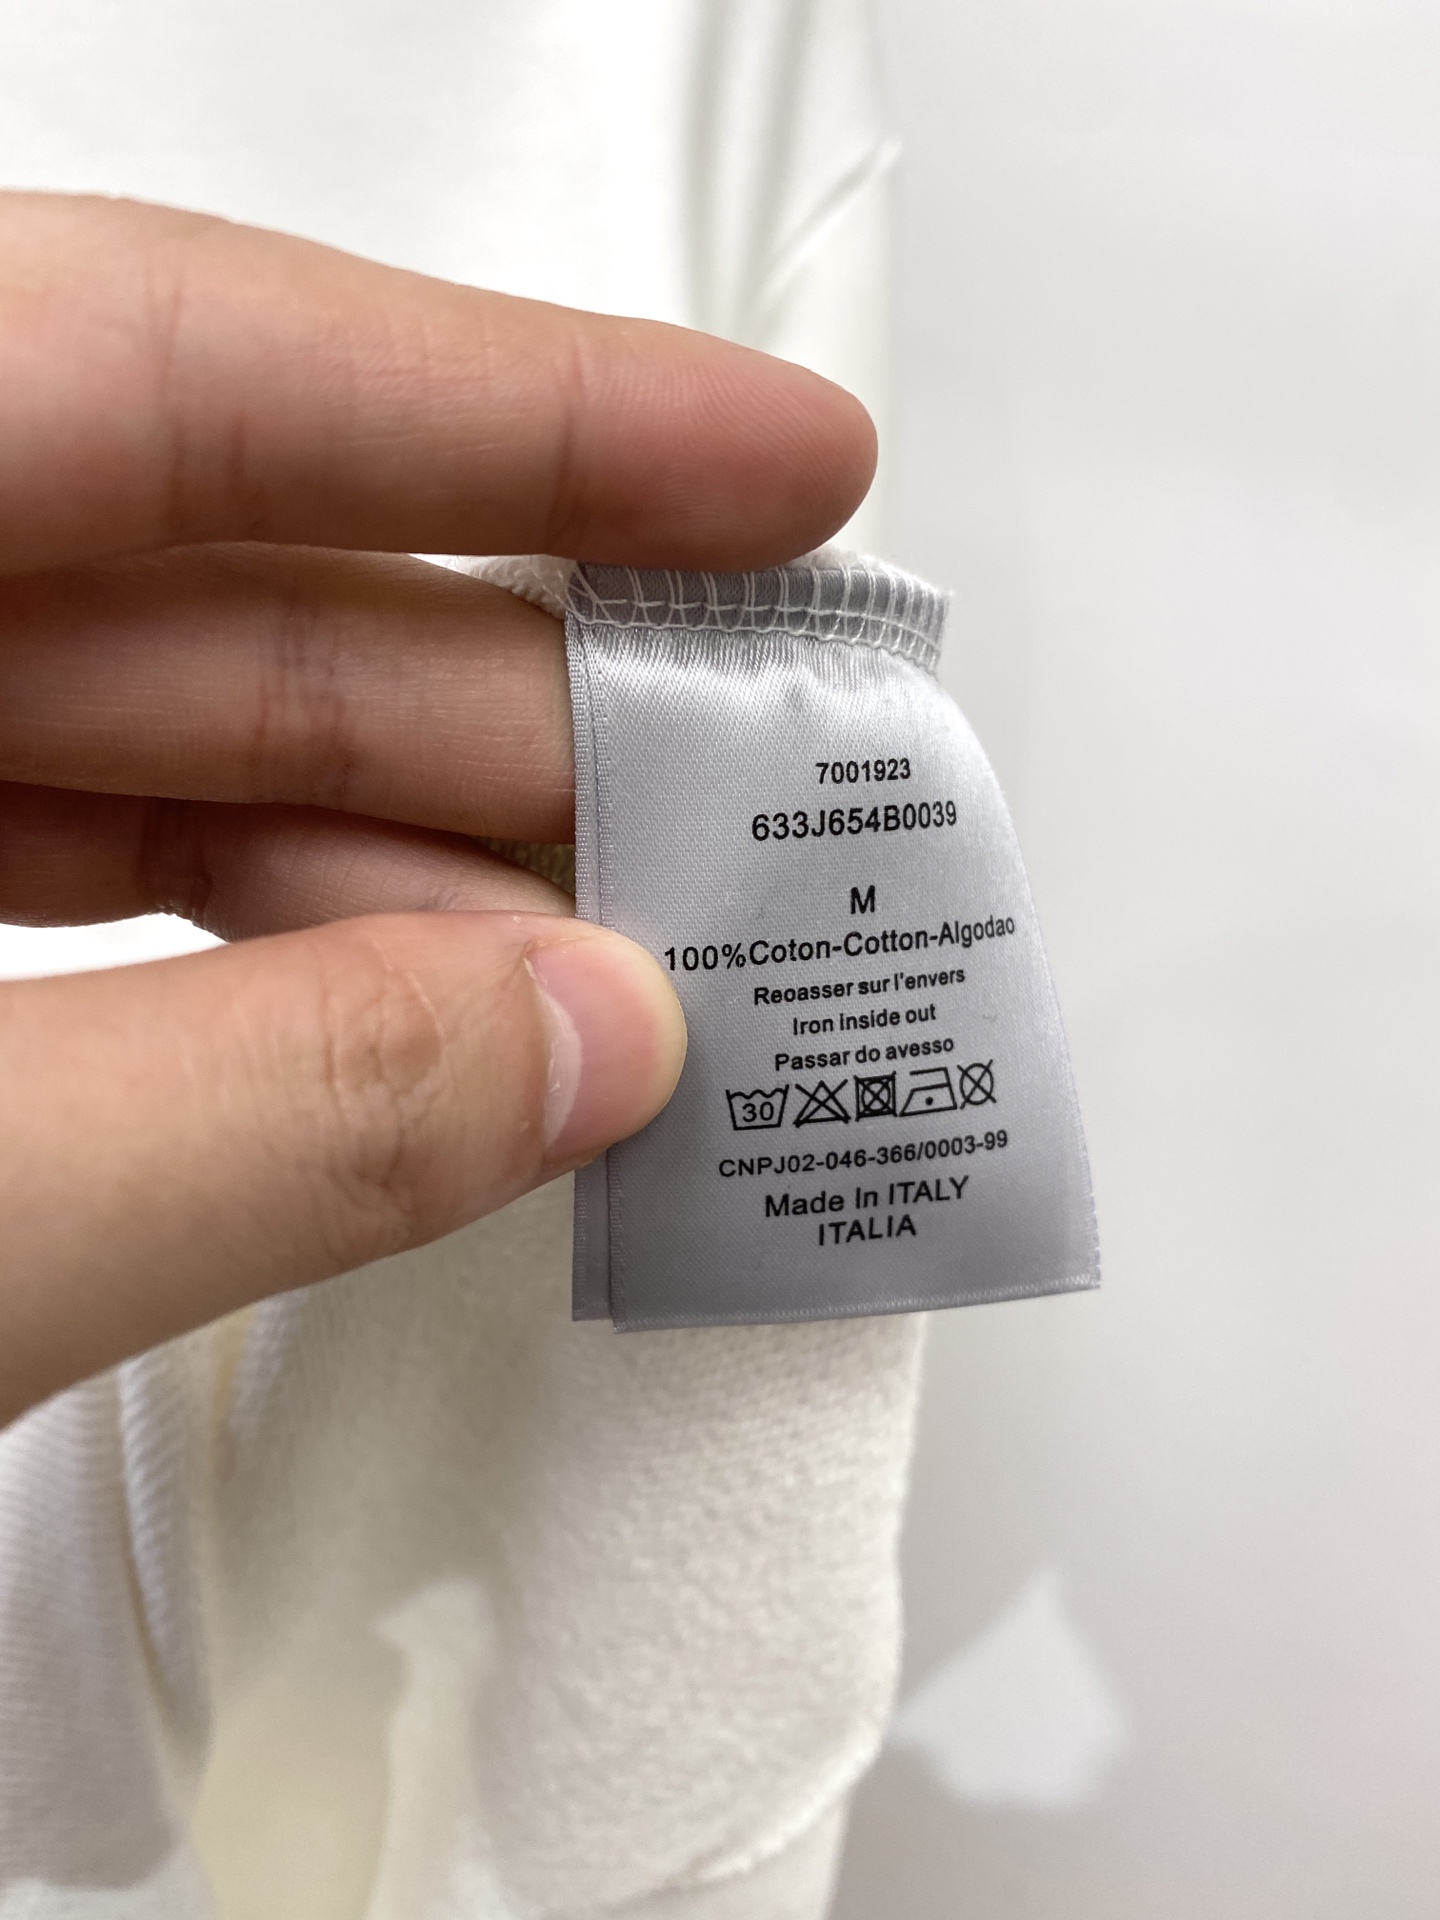 7001923
633J654B0039
M
100%Coton-Cotton-Algodao
Reoasser sur l'envers
Iron inside out
Passar do avesso
30
CNPJ02-046-366/0003-99
Made In ITALY
ITALIA